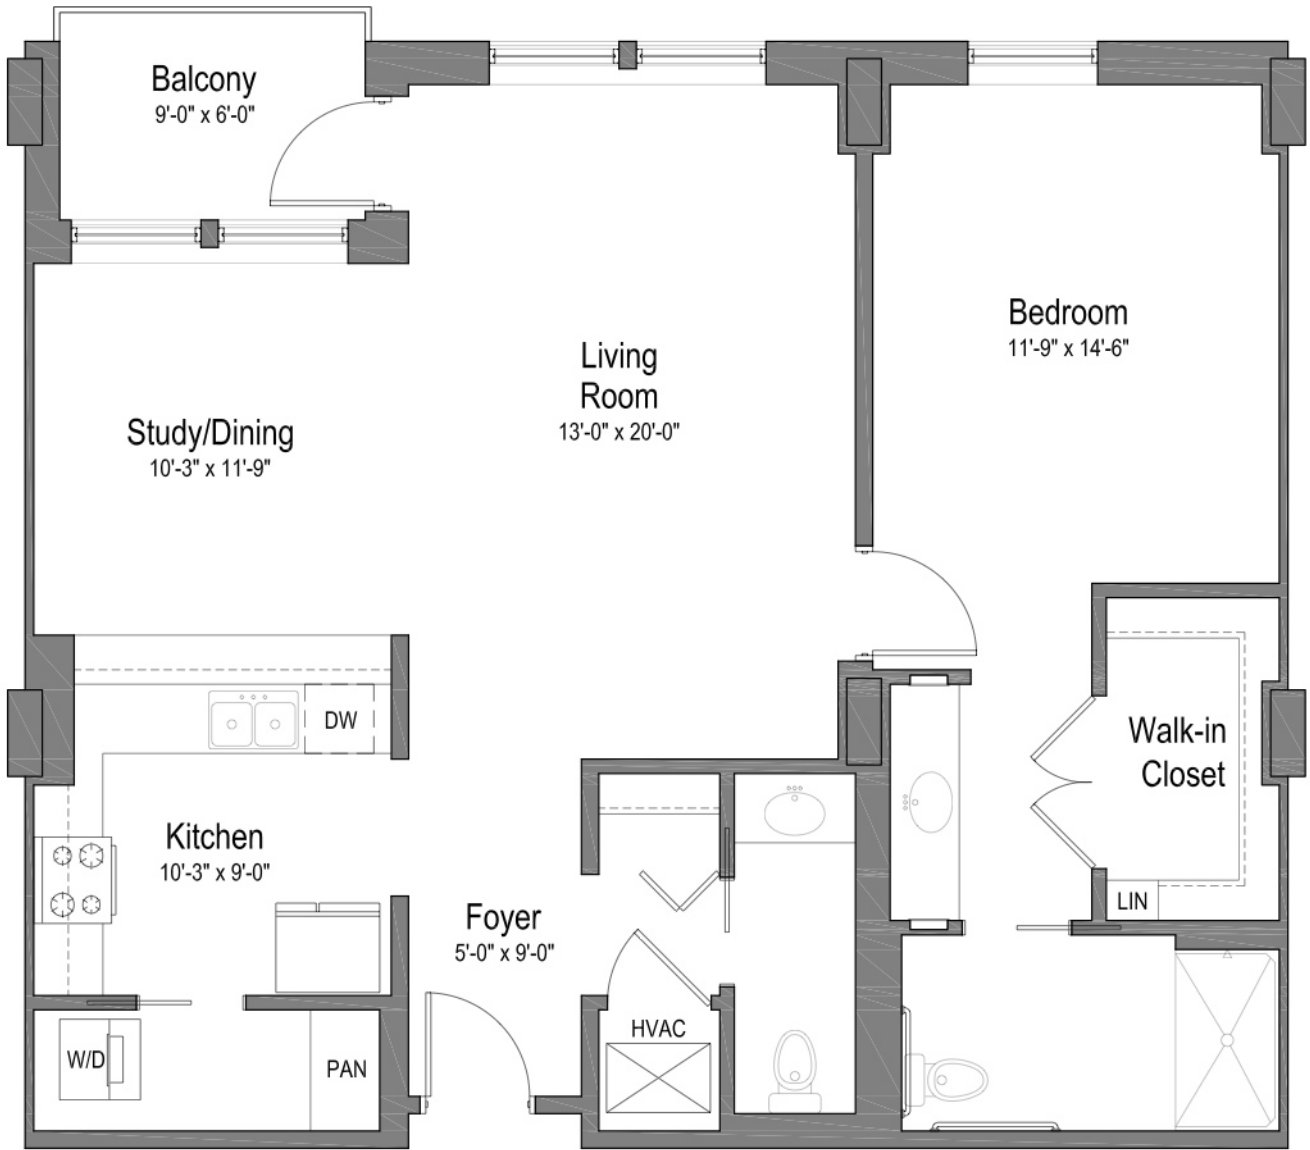 Balcony
9'-0" x 6'-0"
Bedroom
11'-9" x 14'-6"
Living
Room
13'-0" x 20'-0"
Study/Dining
10'-3" x 11'-9"
DW
Walk-in
Closet
Kitchen
10'-3" x 9'-0"
LIN
Foyer
5'-0" x 9'-0"
HVAC
W/D
PAN